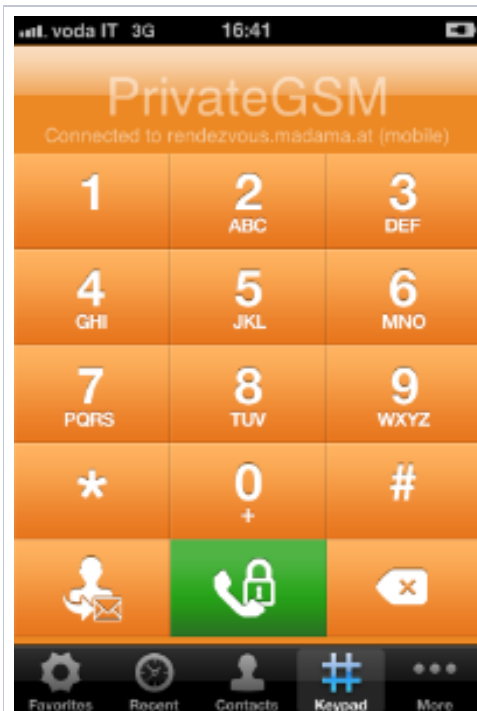 voda IT 3G 16:41
PrivateGSM
Connected to rendezvous.madama.at (mobile)
1 2 3
ABC DEF
4 5 6
GHI JKL MNO
7 8 9
PQRS TUV WXYZ
* 0 #
+
Favorites Recent Contacts Keypad More